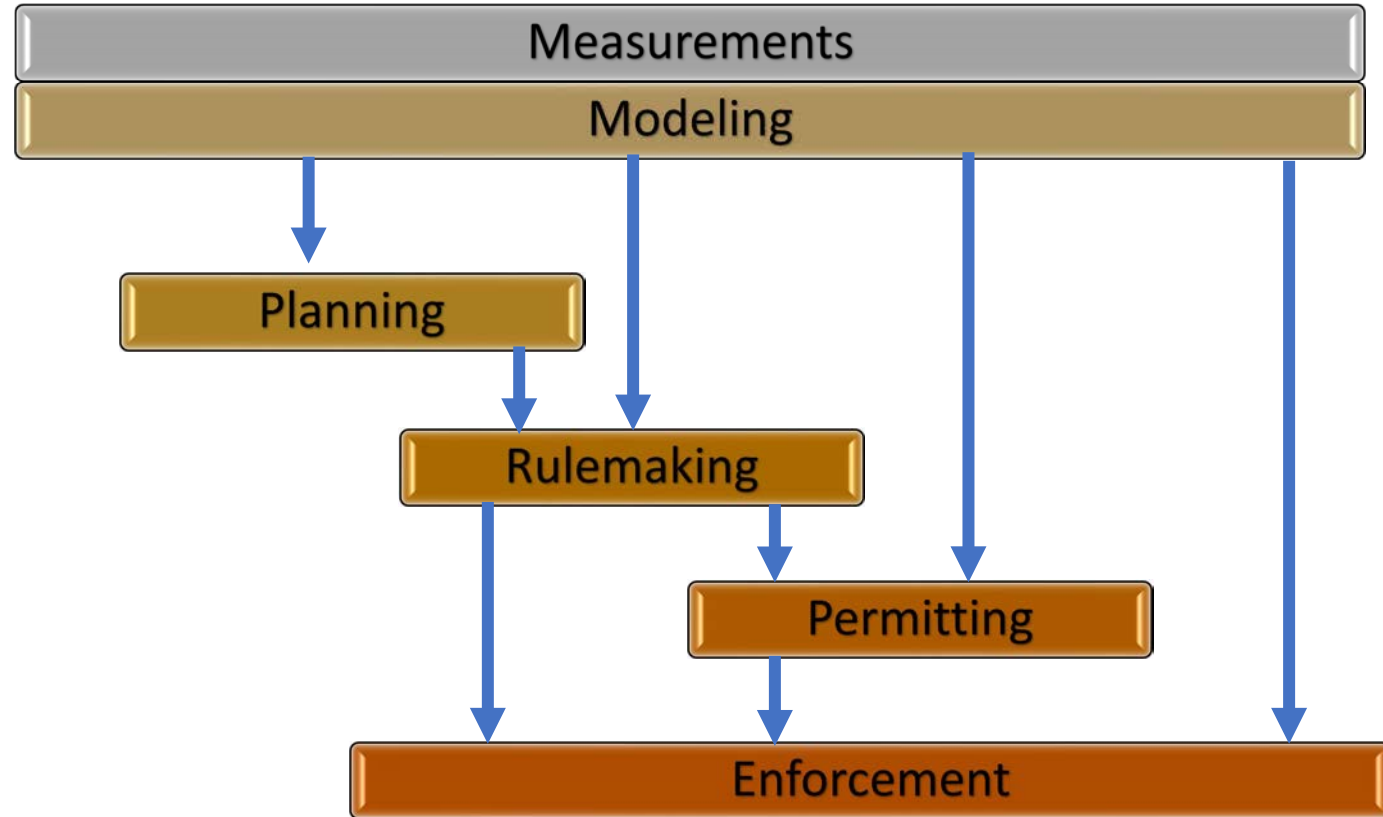 Measurements
Modeling
Planning
Rulemaking
Permitting
Enforcement